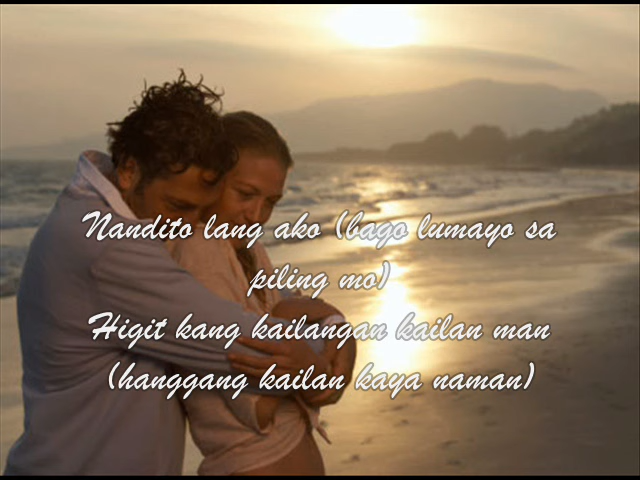 Nandito lang ako (bago lumayo sa
piling mo)
Higit kang kailangan kailan man
(hanggang kailan kaya naman)